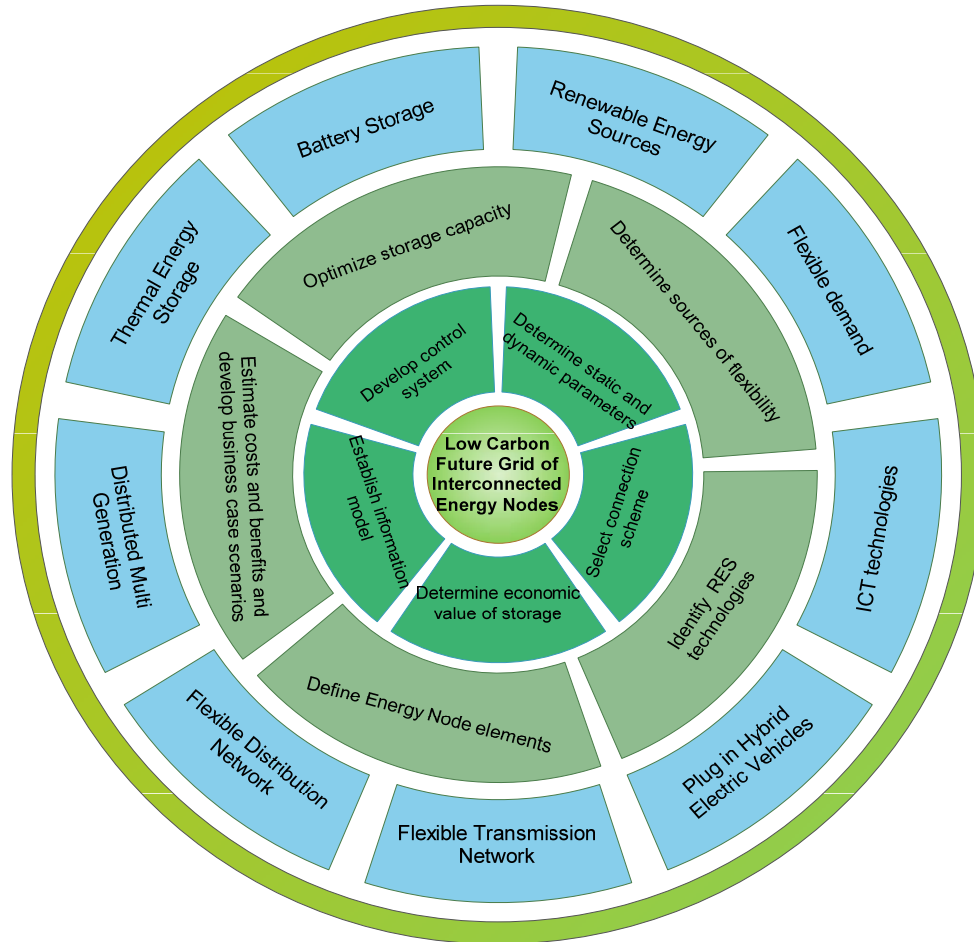 Battery Storage
Renewable Energy
Sources
Flexible demand
ICT technologies
Plug in Hybrid
Electric Vehicles
Flexible Transmission
Network
Flexible Distribution
Network
Distributed Multi
Generation
Thermal Energy
Storage
Optimize storage capacity
Determine sources of flexibility
Identify RES
technologies
Define Energy Node elements
Estimate costs and benefits and
develop business case scenarios
Develop control
system
Determine static and
dynamic parameters
Select connection
scheme
Determine economic
value of storage
Establish information
model
Low Carbon
Future Grid of
Interconnected
Energy Nodes